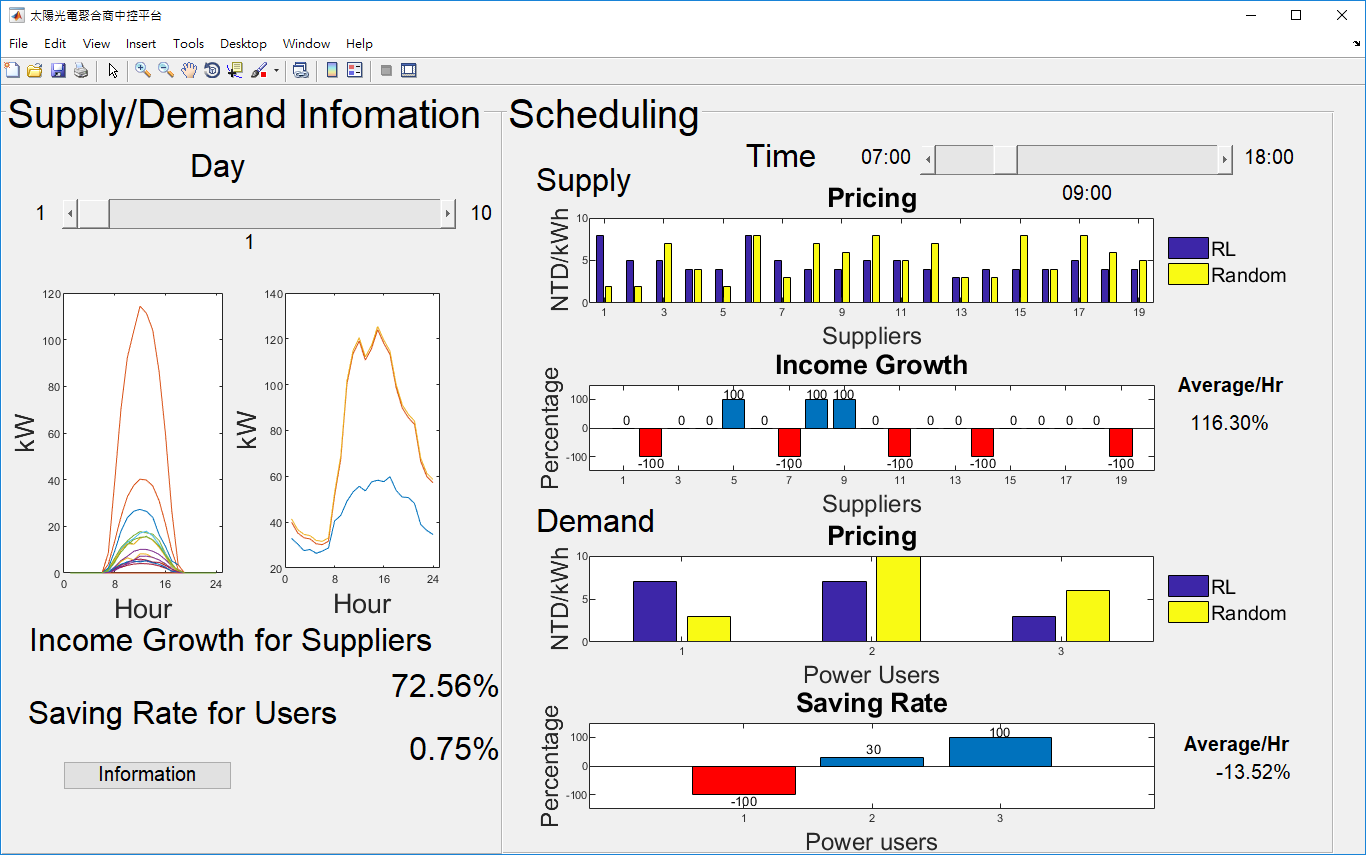 太陽光電聚合商中控平台
File Edit View Insert Tools Desktop Window Help
Supply/Demand Infomation
Day
1 10
1
120
100
80
60
40
20
0
kW
0 8 16 24
Hour
140
120
100
80
60
40
20
kW
0 8 16 24
Hour
Income Growth for Suppliers
72.56%
Saving Rate for Users
0.75%
Information
Scheduling
Time 07:00 18:00
09:00
Supply
Pricing
NTD/kWh
10
5
0
1 3 5 7 9 11 13 15 17 19
Suppliers
RL
Random
Income Growth
Percentage
100
0
-100
0 -100 0 0 100 0 -100 100 100 0 -100 0 0 -100 0 0 0 0 -100
1 3 5 7 9 11 13 15 17 19
Suppliers
Average/Hr
116.30%
Demand
Pricing
NTD/kWh
10
5
0
1 2 3
Power Users
RL
Random
Saving Rate
Percentage
100
0
-100
-100 30 100
1 2 3
Power users
Average/Hr
-13.52%